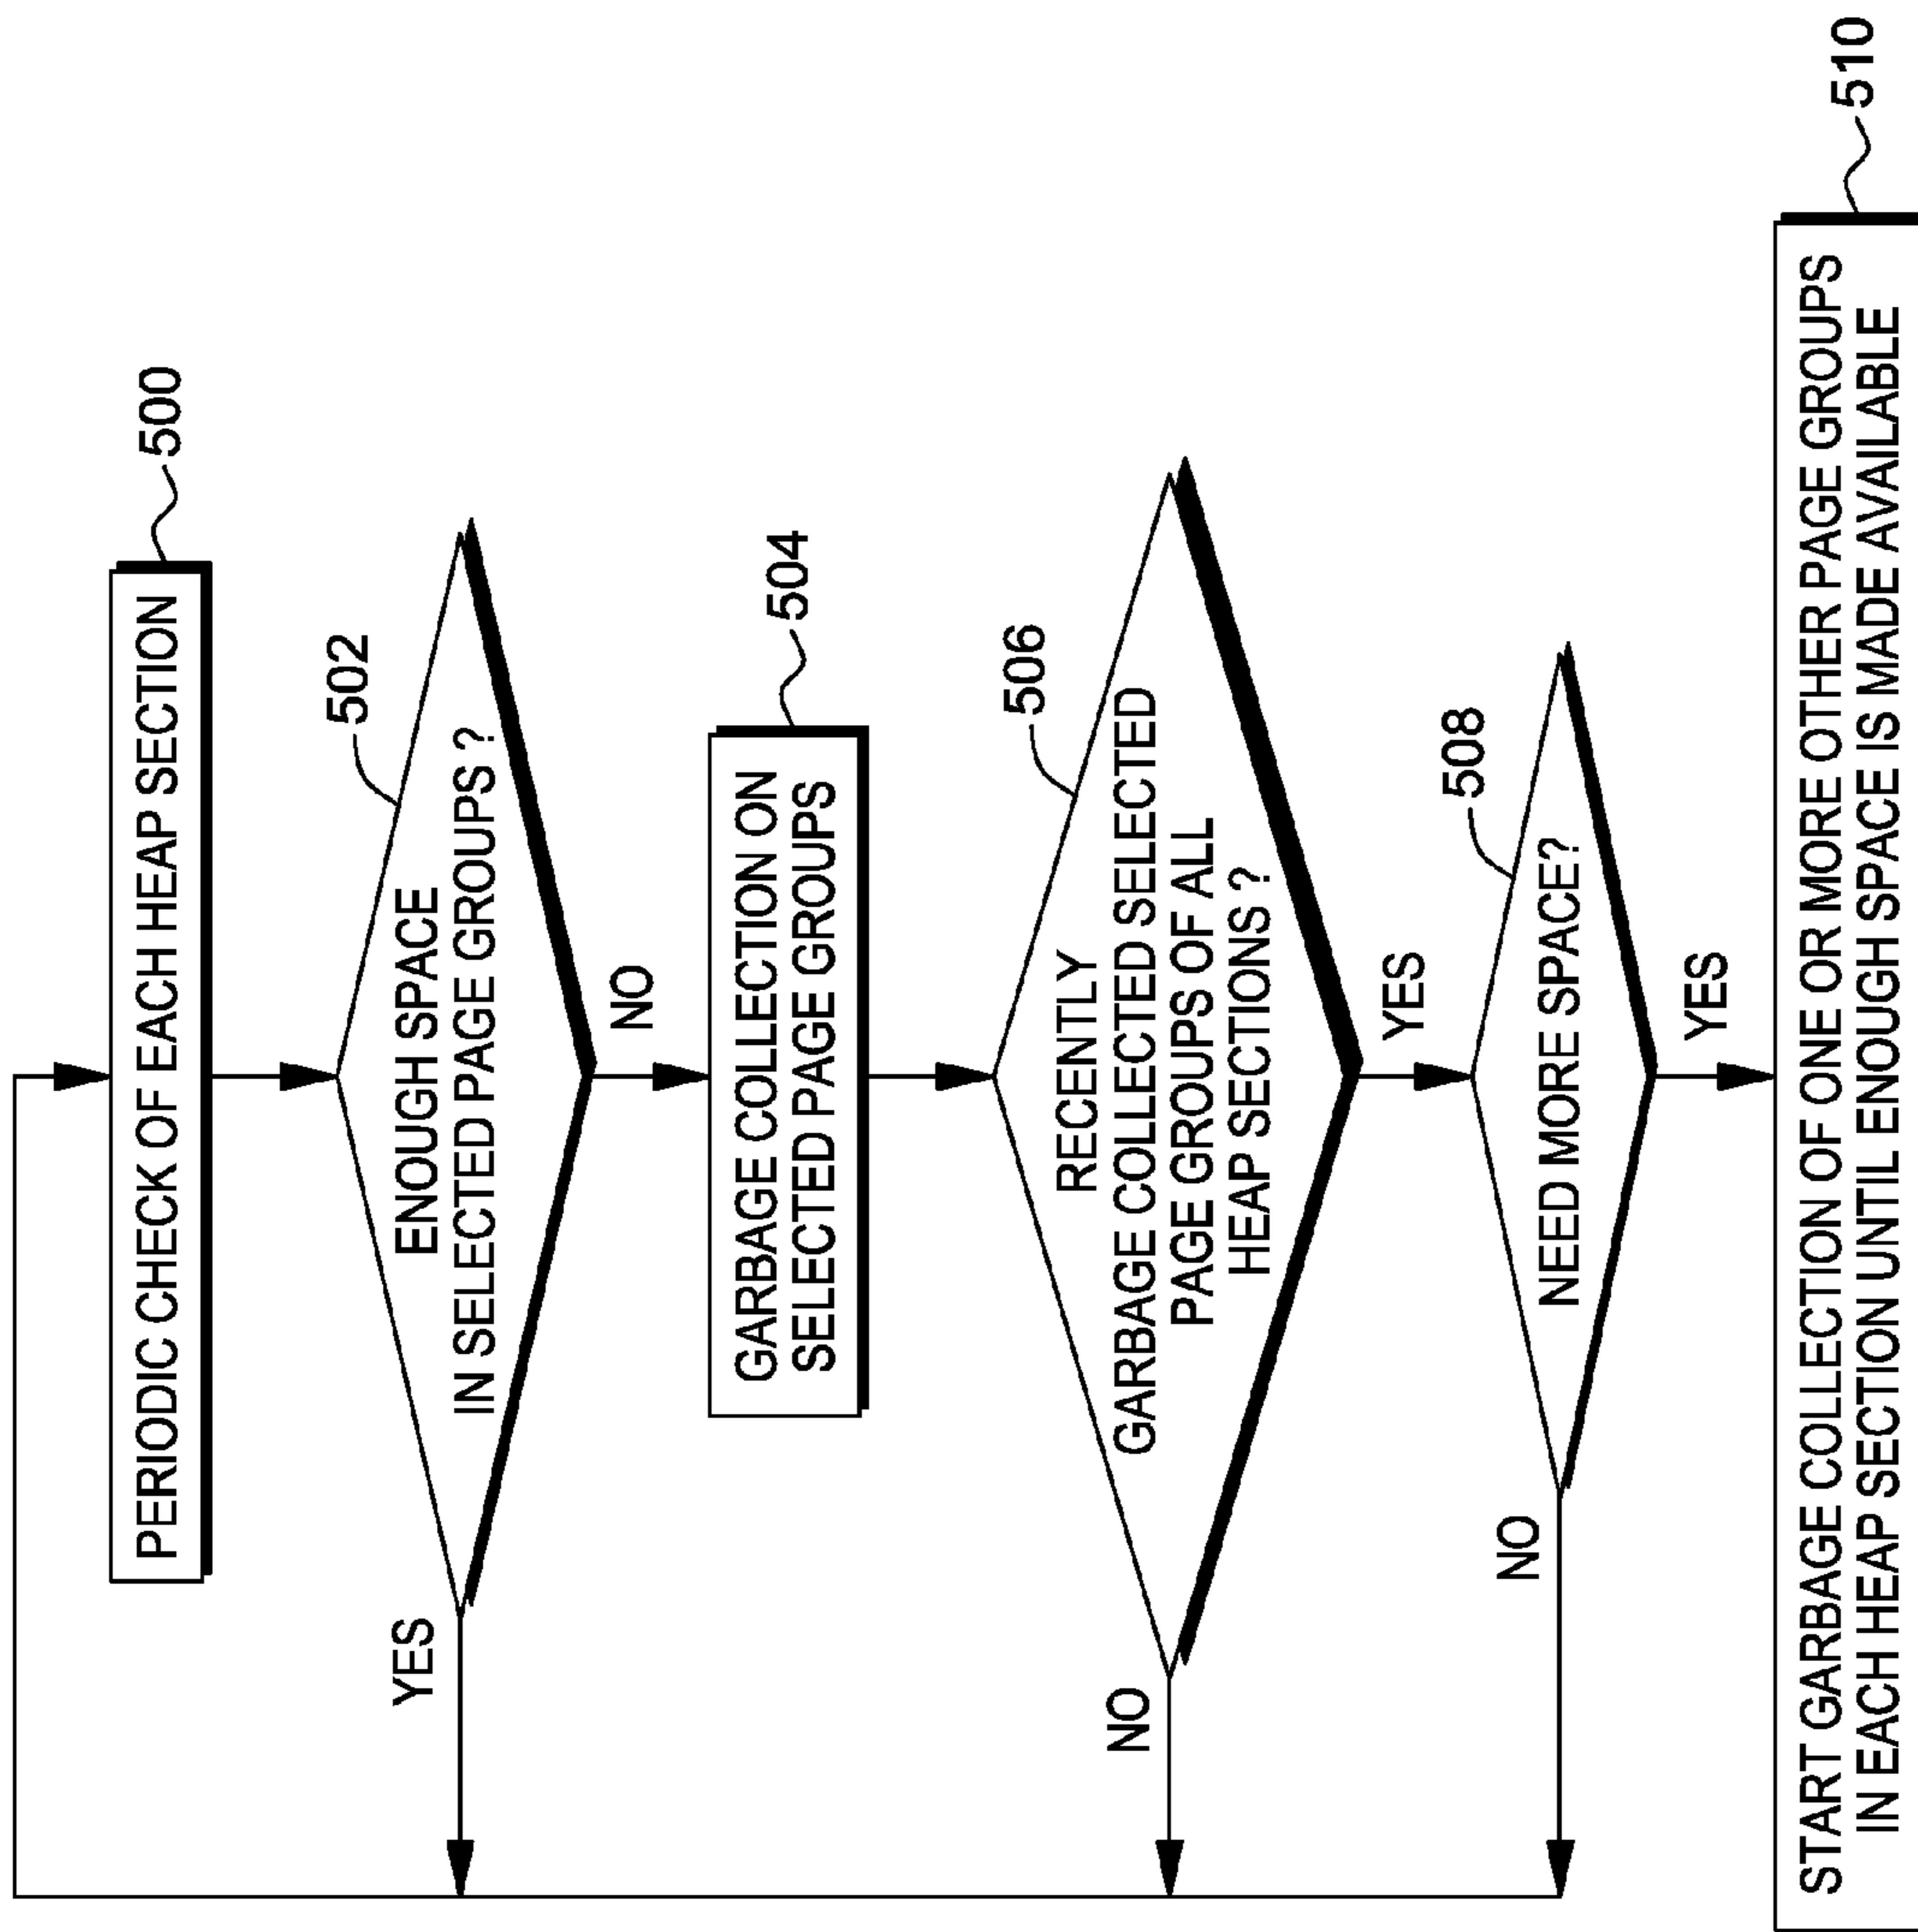 PERIODIC CHECK OF EACH HEAP SECTION
500
502
ENOUGH SPACE
IN SELECTED PAGE GROUPS ?
YES
NO
504
GARBAGE COLLECTION ON
SELECTED PAGE GROUPS
506
RECENTLY
GARBAGE COLLECTED SELECTED
PAGE GROUPS OF ALL
HEAP SECTIONS ?
NO
YES
508
NEED MORE SPACE?
NO
YES
510
START GARBAGE COLLECTION OF ONE OR MORE OTHER PAGE GROUPS
IN EACH HEAP SECTION UNTIL ENOUGH SPACE IS MADE AVAILABLE